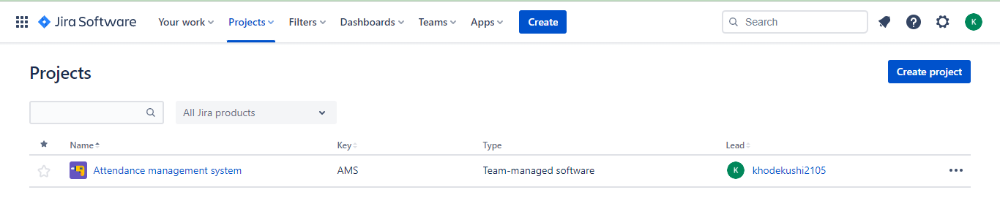 Jira Software Your work Projects Filters Dashboards Teams Apps Create Search K
Projects Create project
All Jira products
Name Key Type Lead
Attendance management system AMS Team-managed software K khodekushi2105